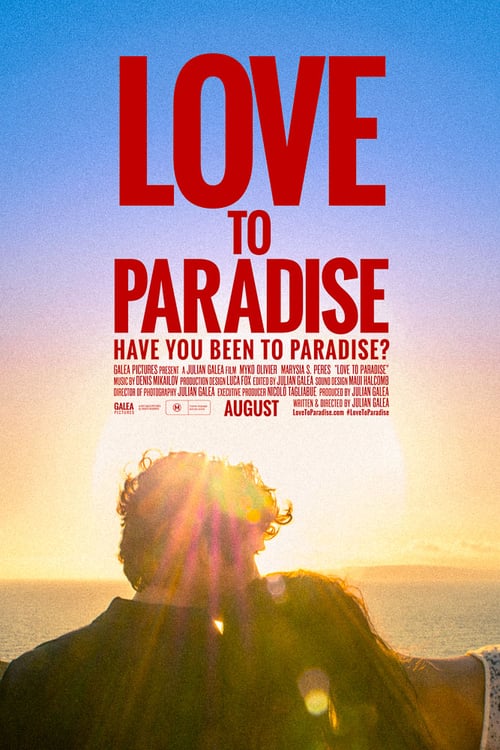 LOVE
TO
PARADISE
HAVE YOU BEEN TO PARADISE?
GALEA PICTURES PRESENT A JULIAN GALEA FILM MYKO OLIVIER MARYSIA S. PERES "LOVE TO PARADISE"
MUSIC BY DENIS MIKAILOV PRODUCTION DESIGN LUCA FOX EDITED BY JULIAN GALEA SOUND DESIGN MAUI HALCOMB
DIRECTOR OF PHOTOGRAPHY JULIAN GALEA EXECUTIVE PRODUCER NICOLÒ TAGLIABUE PRODUCED BY JULIAN GALEA
WRITTEN & DIRECTED BY JULIAN GALEA
GALEA
PICTURES
M
AUGUST
LoveToParadise.com #LoveToParadise